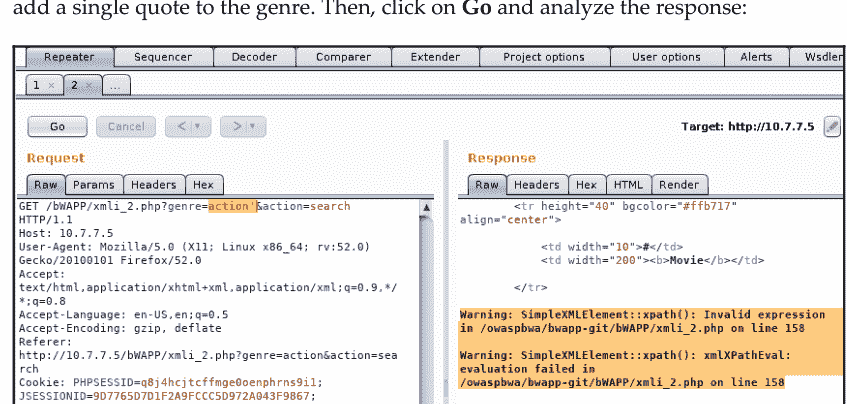 add a single quote to the genre. Then, click on Go and analyze the response:
Repeater Sequencer Decoder Comparer Extender Project options User options Alerts Wsdler
1 × 2 × ...
Go Cancel < > Target: http://10.7.7.5
Request
Raw Params Headers Hex
GET /bWAPP/xmli_2.php?genre=action'&action=search
HTTP/1.1
Host: 10.7.7.5
User-Agent: Mozilla/5.0 (X11; Linux x86_64; rv:52.0)
Gecko/20100101 Firefox/52.0
Accept:
text/html,application/xhtml+xml,application/xml;q=0.9,*/
*;q=0.8
Accept-Language: en-US,en;q=0.5
Accept-Encoding: gzip, deflate
Referer:
http://10.7.7.5/bWAPP/xmli_2.php?genre=action&action=sea
rch
Cookie: PHPSESSID=q8j4hcjtcffmge0oenphrns9i1;
JSESSIONID=9D7765D7D1F2A9FCCC5D972A043F9867;
Response
Raw Headers Hex HTML Render
<tr height="40" bgcolor="#ffb717"
align="center">
<td width="10">#</td>
<td width="200"><b>Movie</b></td>
</tr>
Warning: SimpleXMLElement::xpath(): Invalid expression
in /owaspbwa/bwapp-git/bWAPP/xmli_2.php on line 158
Warning: SimpleXMLElement::xpath(): xmlXPathEval:
evaluation failed in
/owaspbwa/bwapp-git/bWAPP/xmli_2.php on line 158